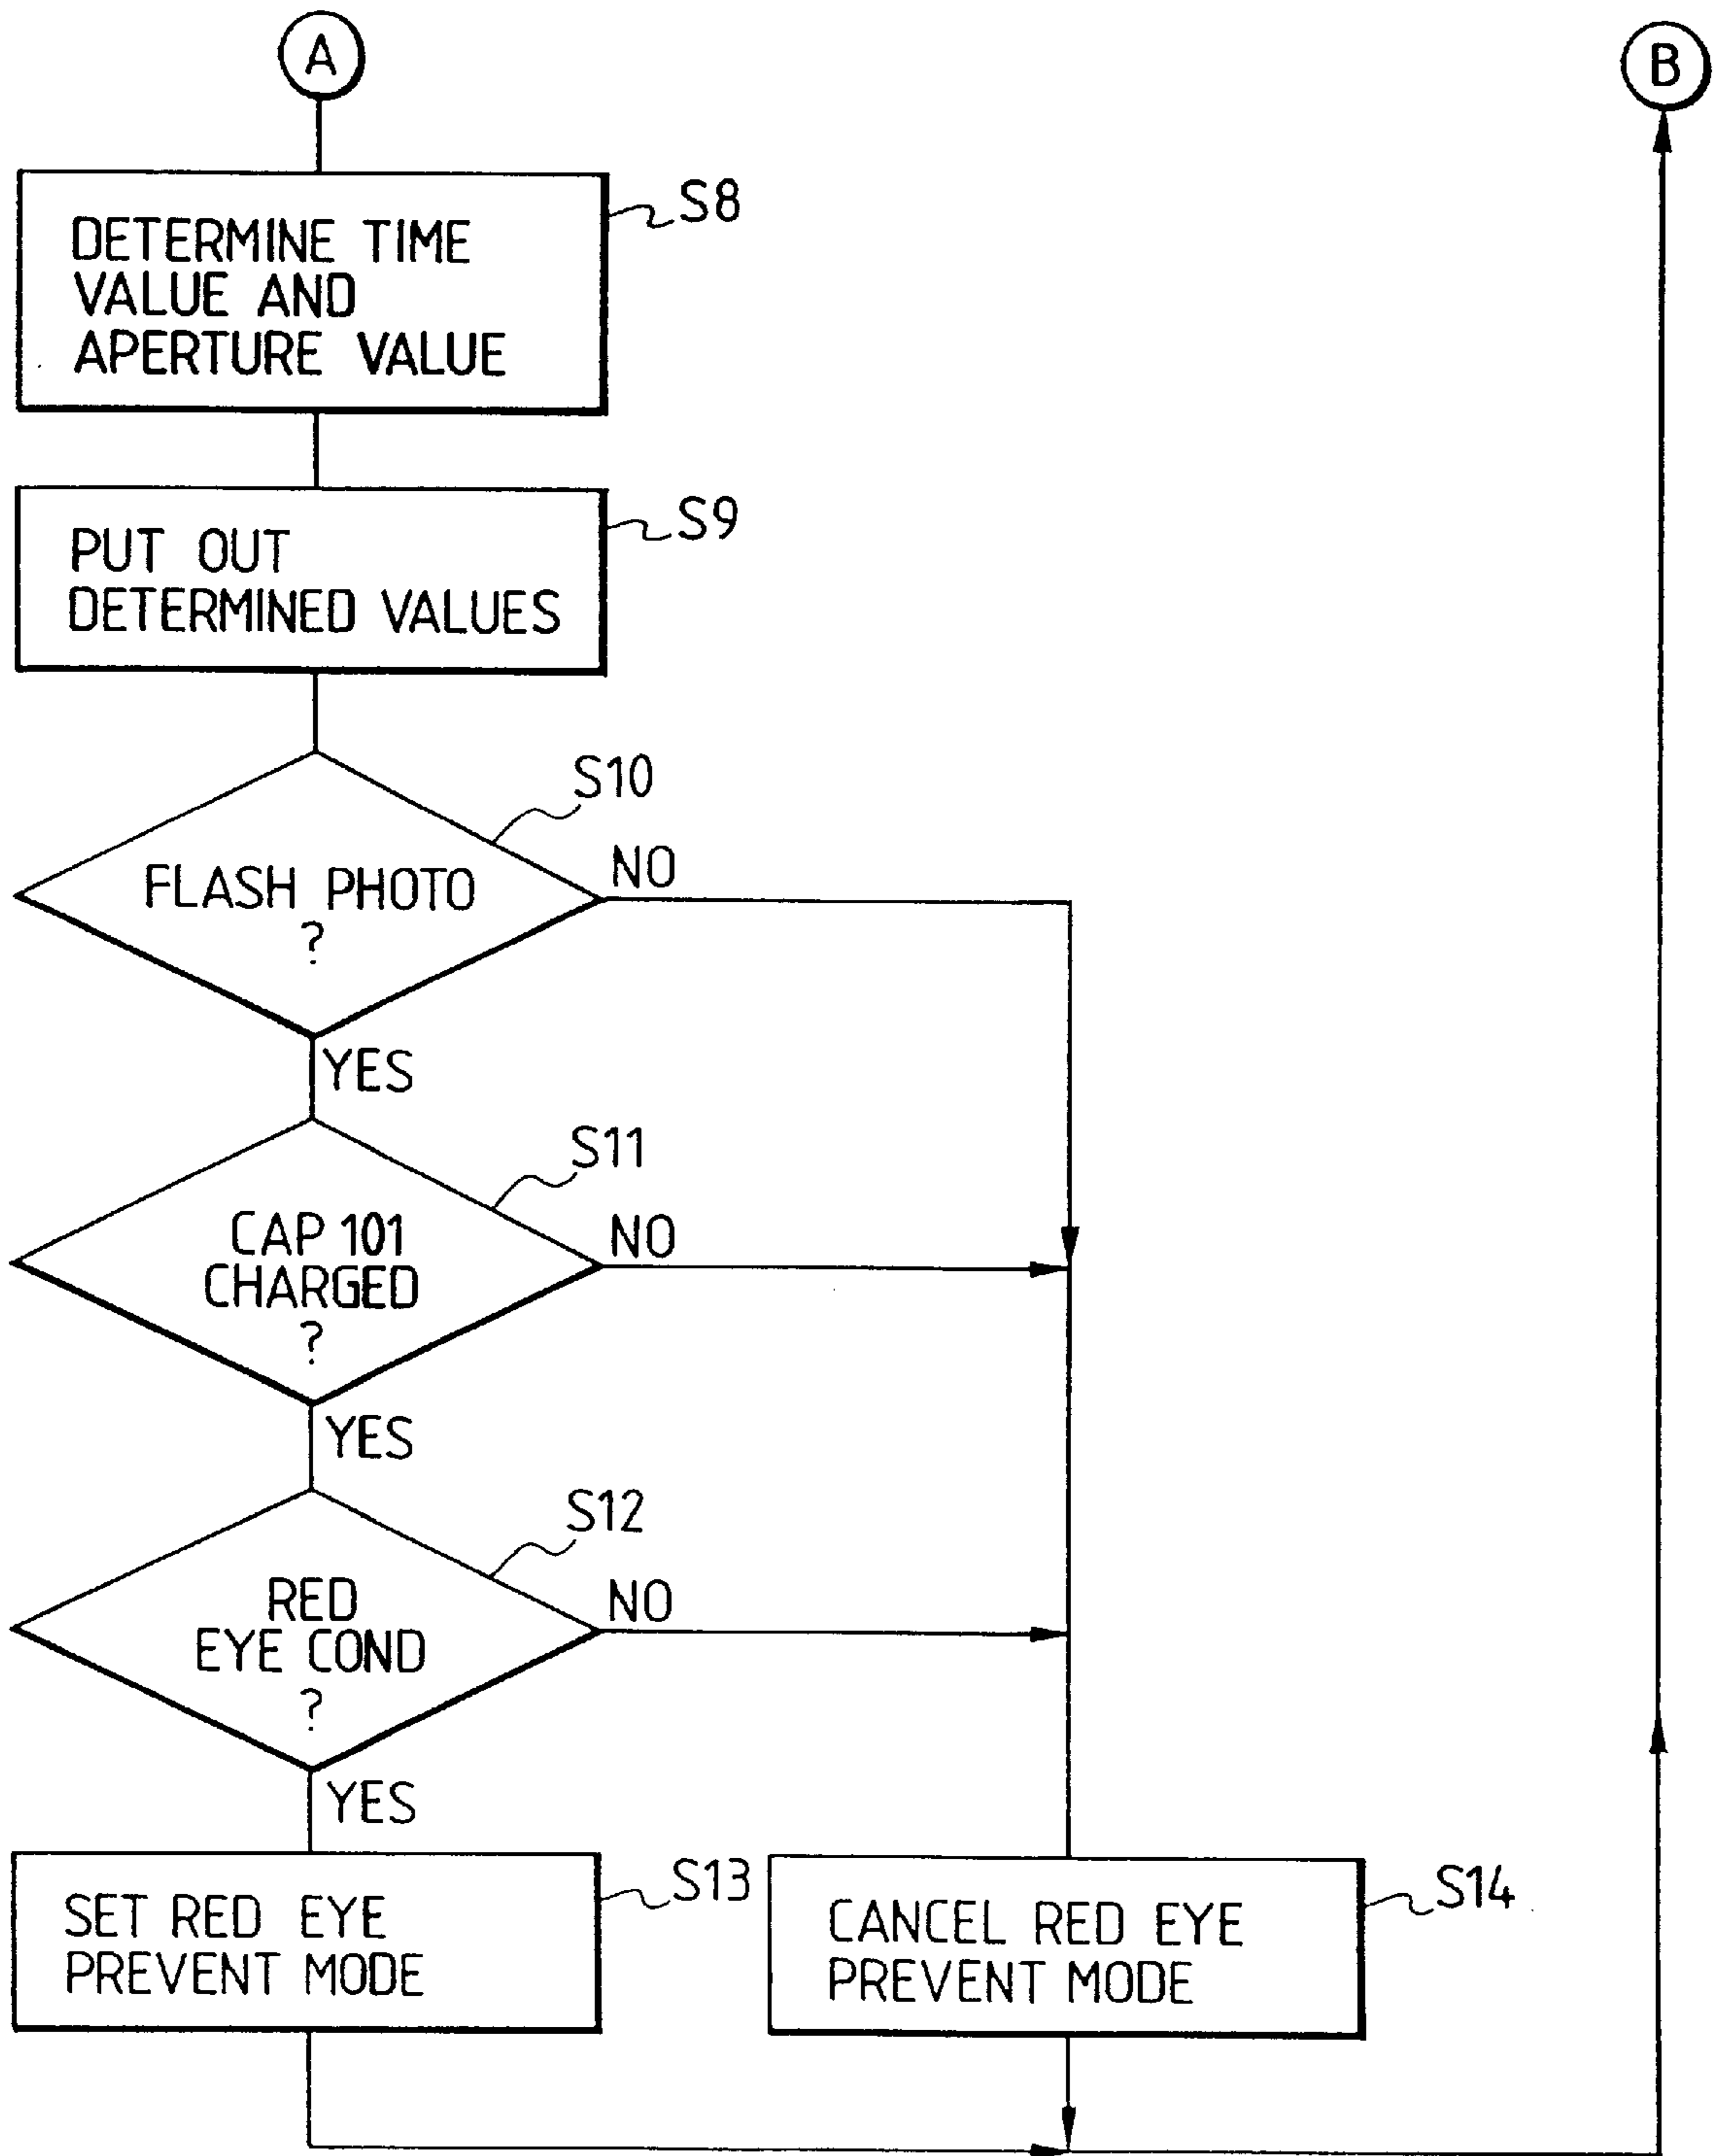 A
B
S8
DETERMINE TIME
VALUE AND
APERTURE VALUE
S9
PUT OUT
DETERMINED VALUES
S10
FLASH PHOTO
?
NO
YES
S11
CAP 101
CHARGED
?
NO
YES
S12
RED
EYE COND
?
NO
YES
S13
SET RED EYE
PREVENT MODE
S14
CANCEL RED EYE
PREVENT MODE